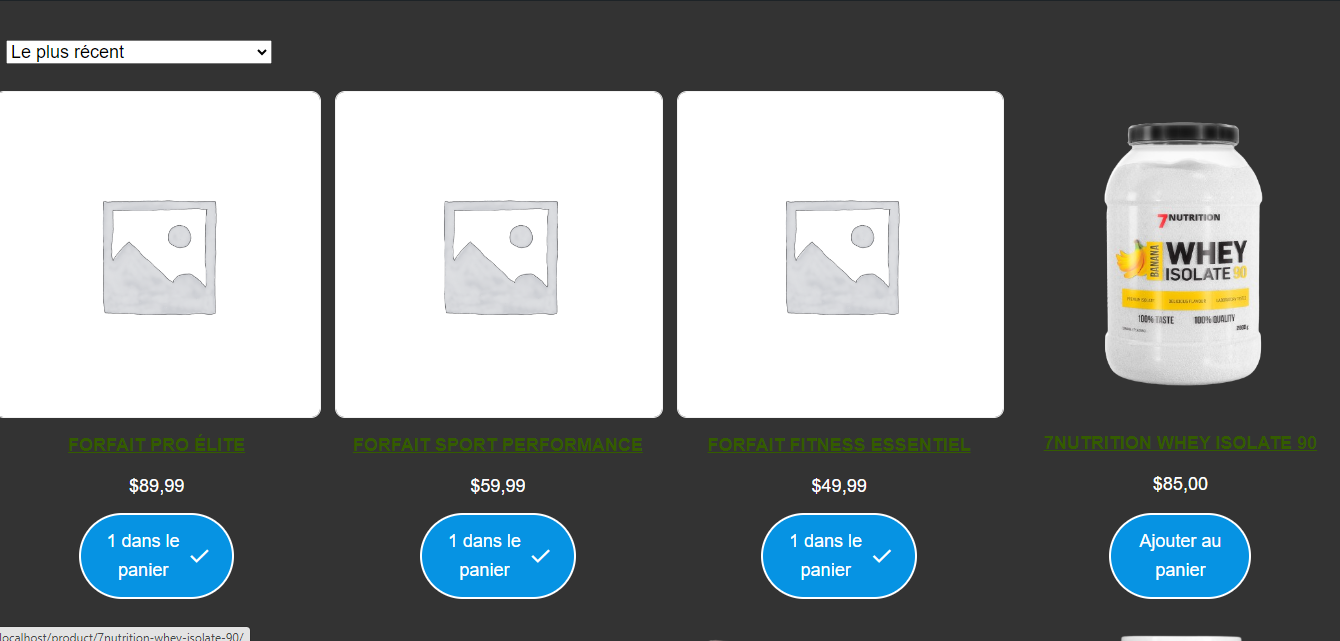 Le plus récent
7NUTRITION
BANANA
WHEY
ISOLATE 90
100% TASTE 100% QUALITY
FORFAIT PRO ÉLITE
FORFAIT SPORT PERFORMANCE
FORFAIT FITNESS ESSENTIEL
7NUTRITION WHEY ISOLATE 90
$89,99
$59,99
$49,99
$85,00
1 dans le
panier
1 dans le
panier
1 dans le
panier
Ajouter au
panier
localhost/product/7nutrition-whey-isolate-90/